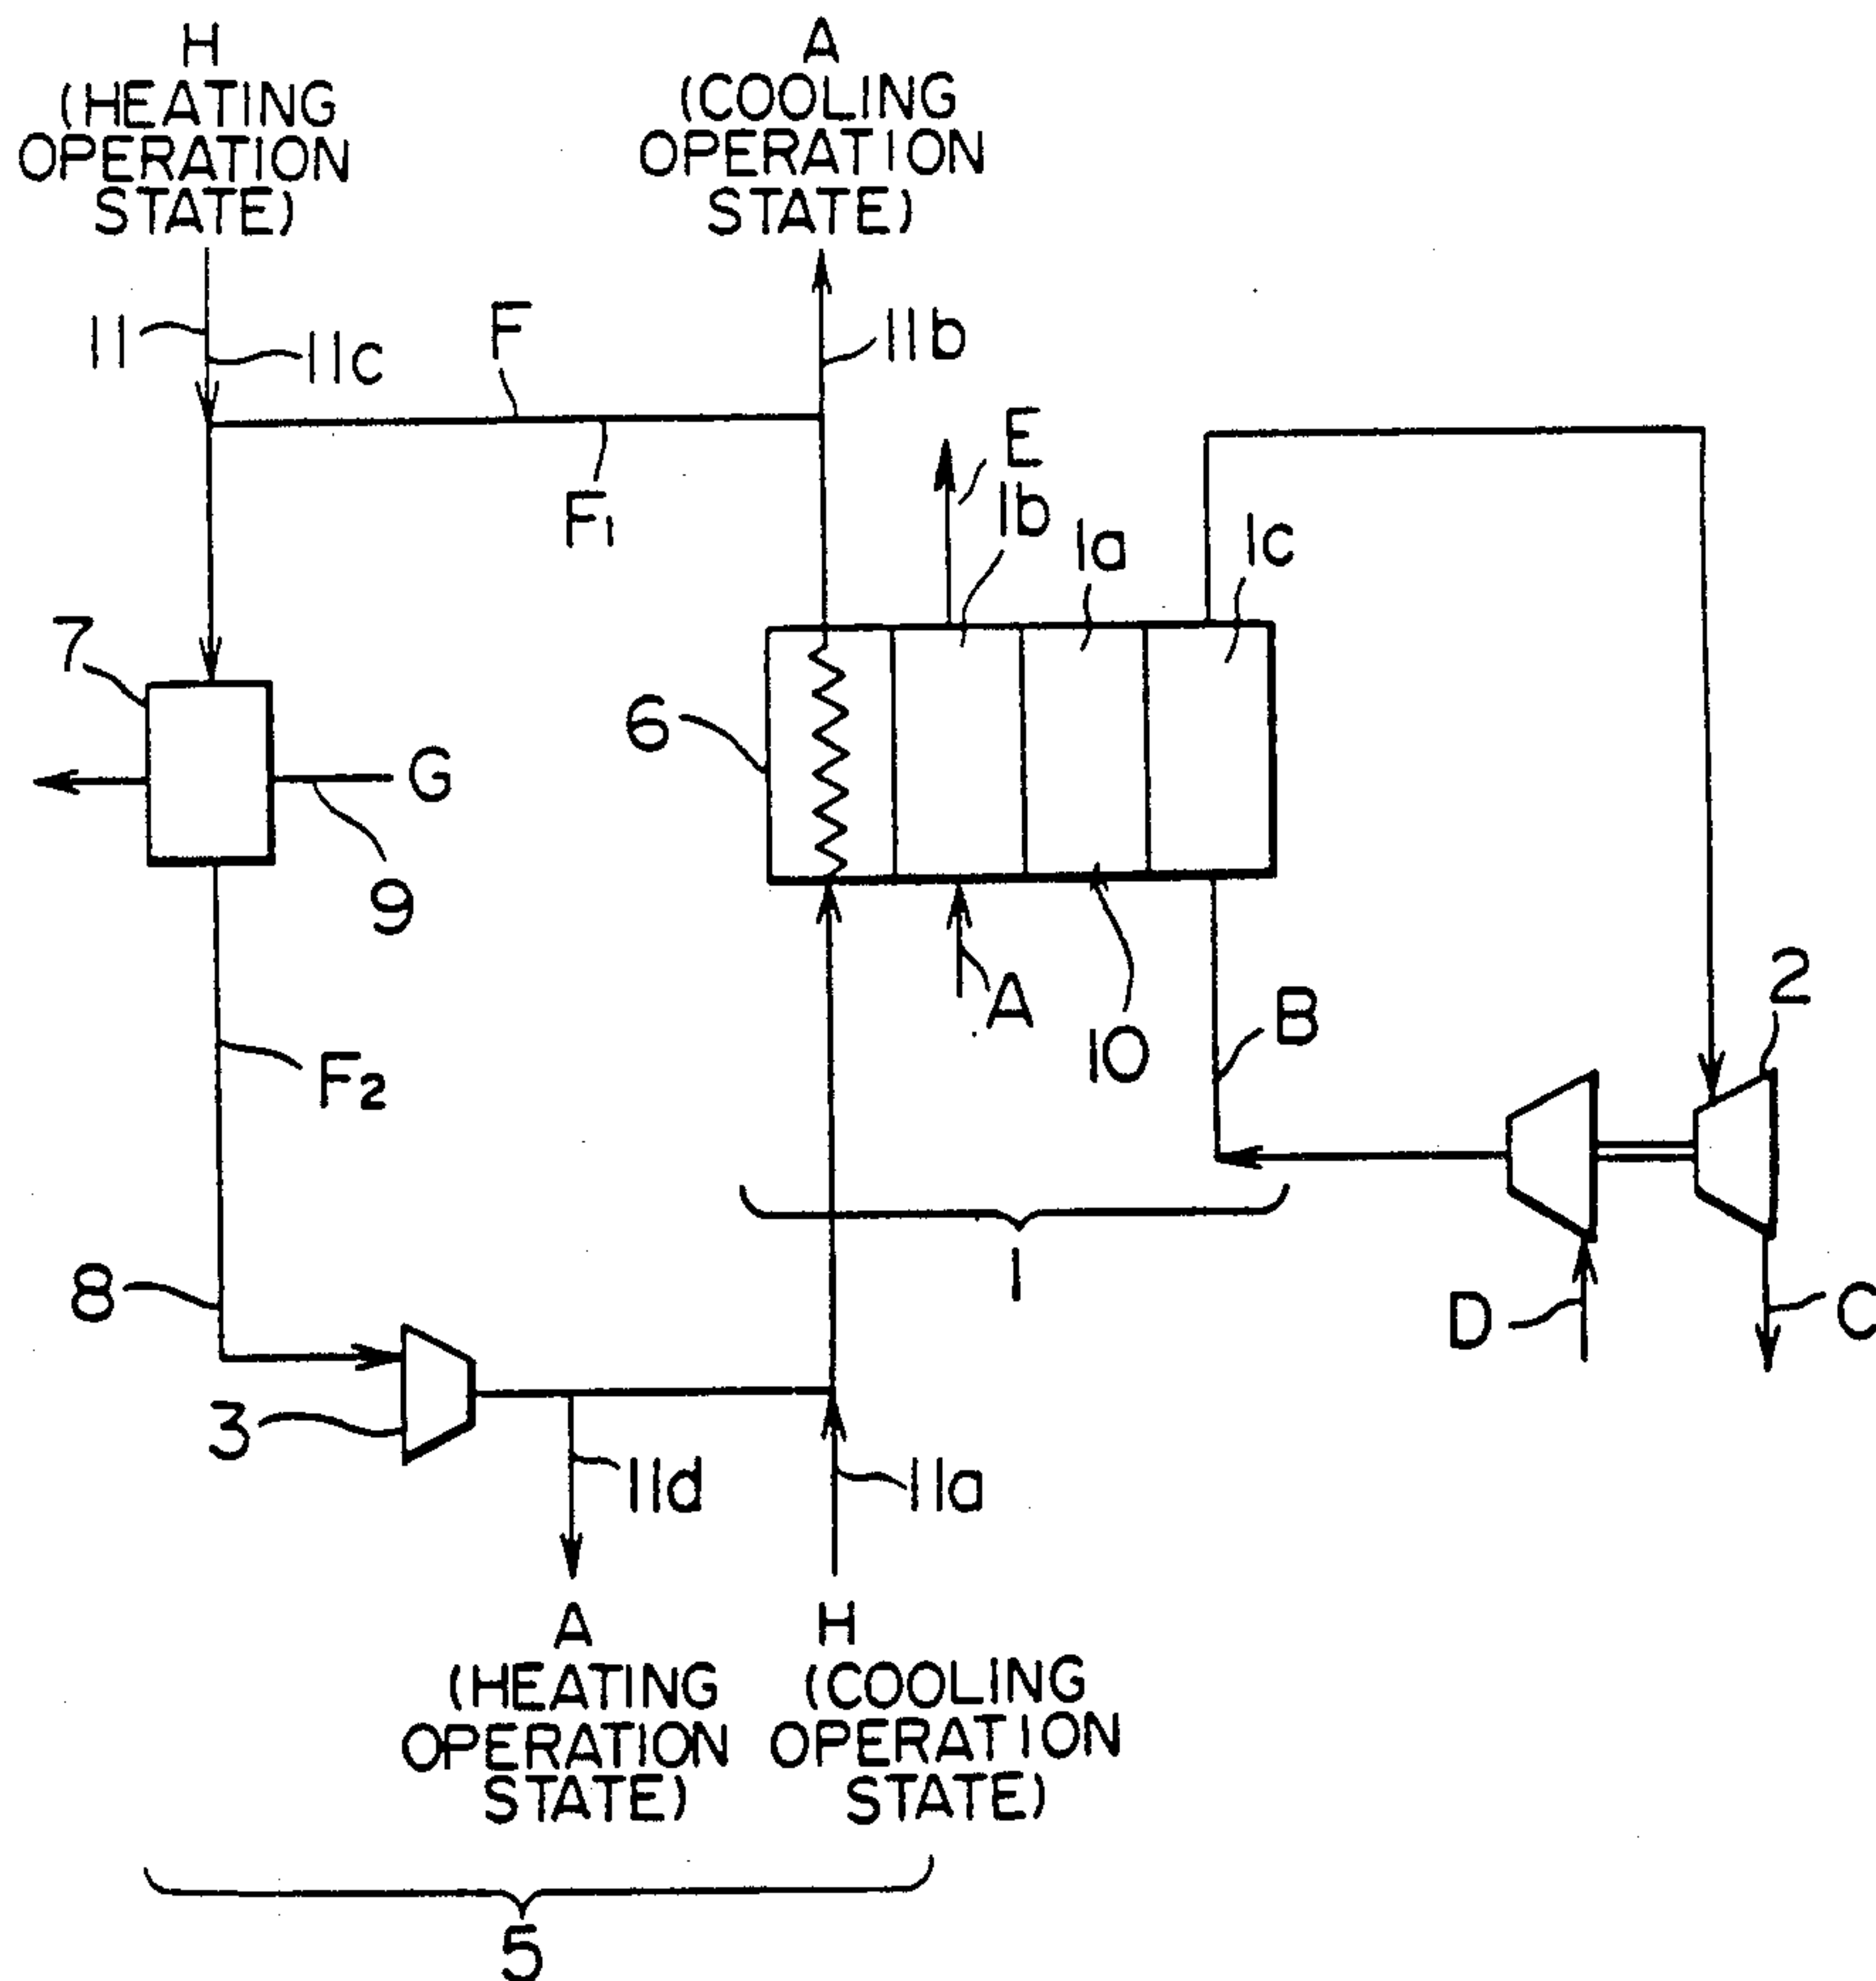 H
(HEATING
OPERATION
STATE)
A
(COOLING
OPERATION
STATE)
11
11c
F
11b
E
F1
1b
1a
1c
7
6
G
9
A
10
B
2
F2
1
8
D
C
3
11d
11a
A
(HEATING
OPERATION
STATE)
H
(COOLING
OPERATION
STATE)
5